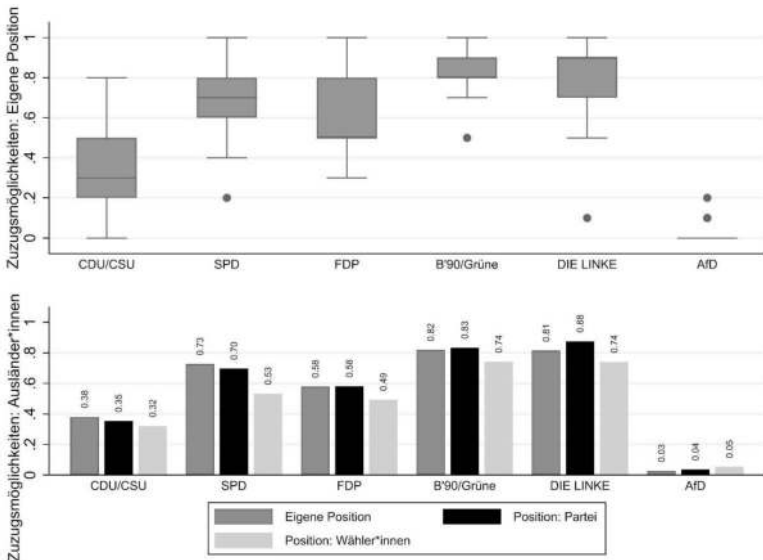 Zuzugsmöglichkeiten: Eigene Position
1
.8
.6
.4
.2
0
CDU/CSU SPD FDP B'90/Grüne DIE LINKE AfD
Zuzugsmöglichkeiten: Ausländer*innen
1
.8
.6
.4
.2
0
0.38 0.35 0.32 0.73 0.70 0.53 0.58 0.58 0.49 0.82 0.83 0.74 0.81 0.88 0.74 0.03 0.04 0.05
CDU/CSU SPD FDP B'90/Grüne DIE LINKE AfD
Eigene Position Position: Partei
Position: Wähler*innen